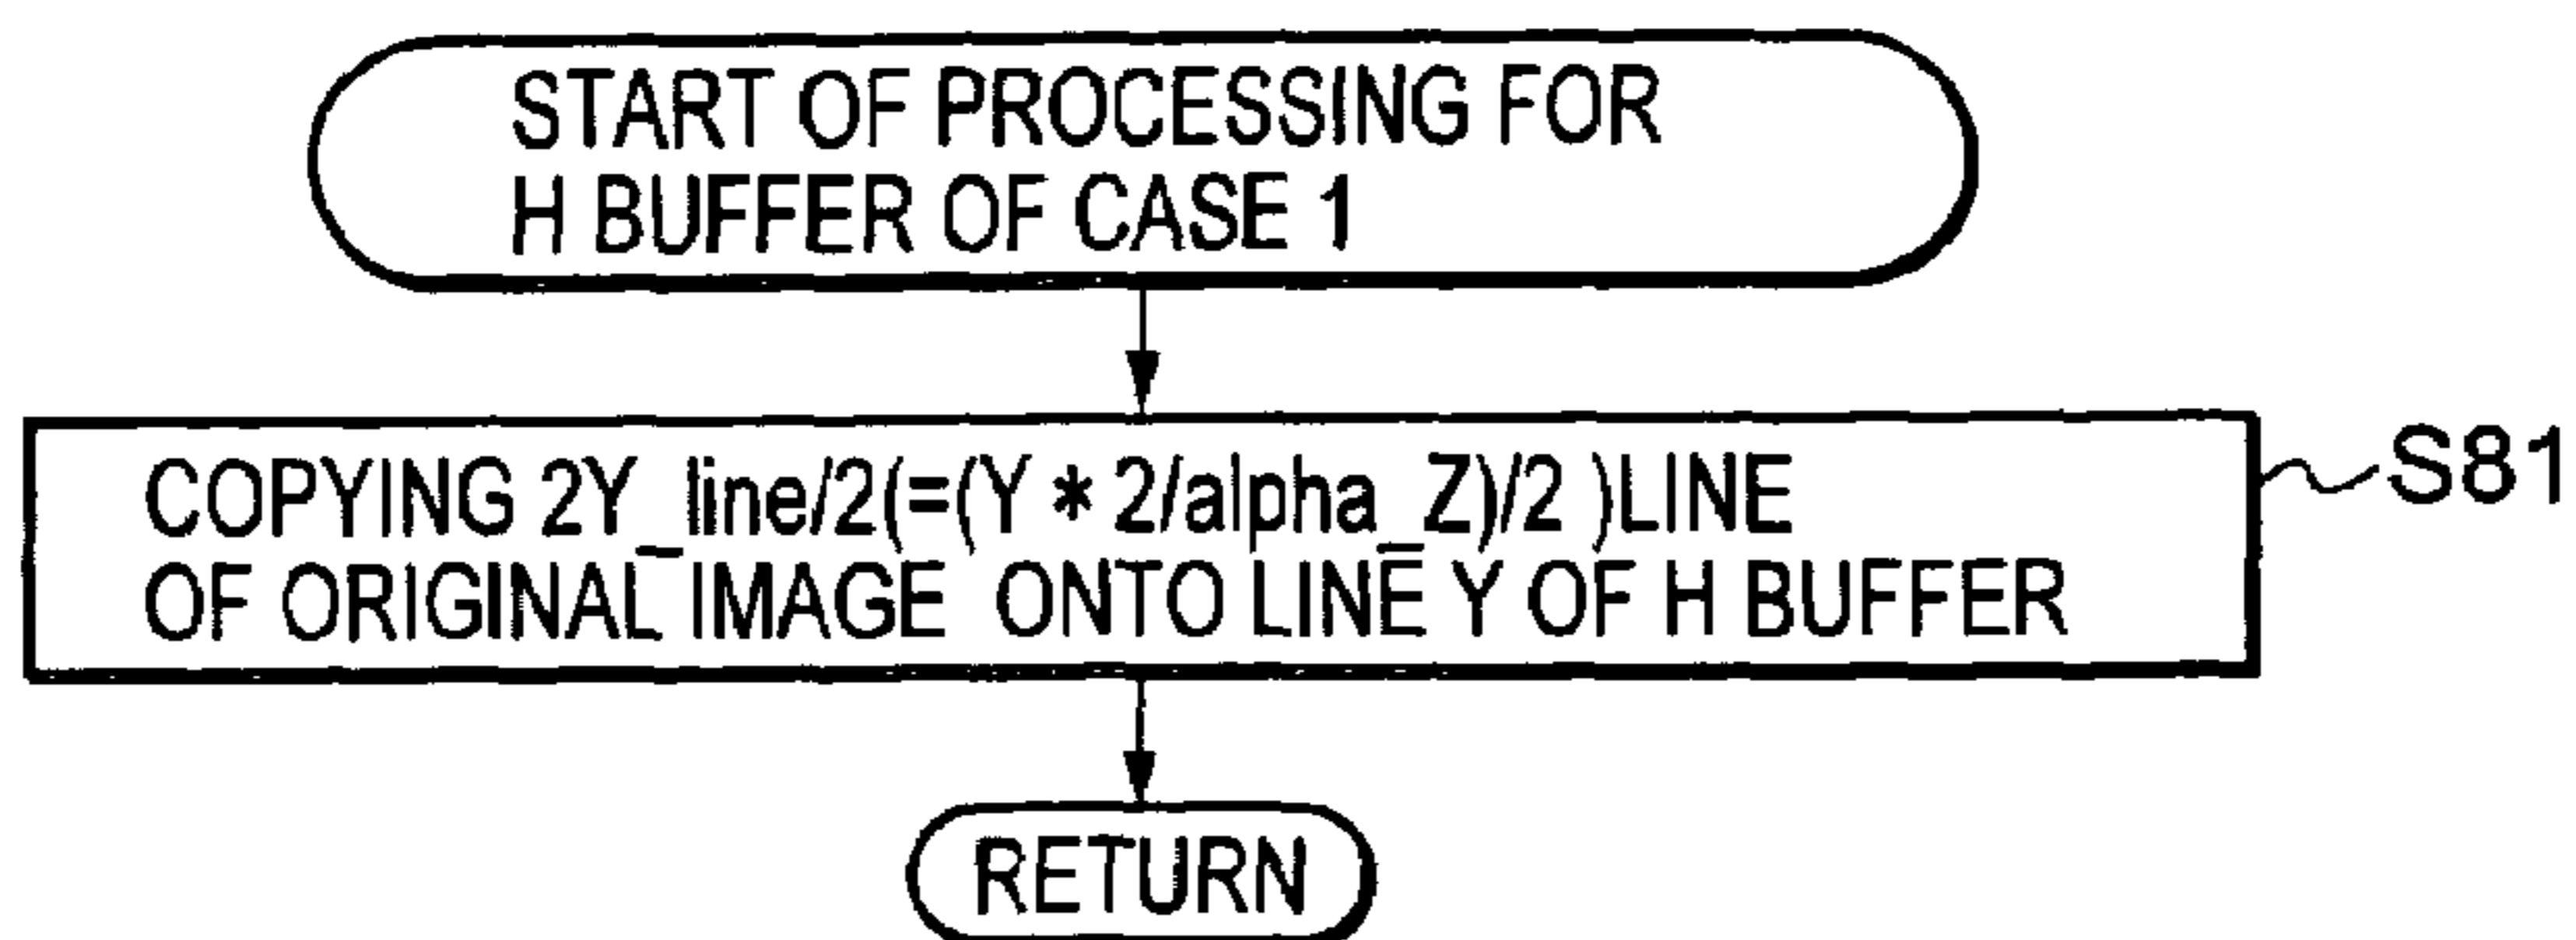 START OF PROCESSING FOR
H BUFFER OF CASE 1
COPYING 2Y_line/2(=(Y * 2/alpha_Z)/2 )LINE
OF ORIGINAL IMAGE ONTO LINE Y OF H BUFFER
S81
RETURN